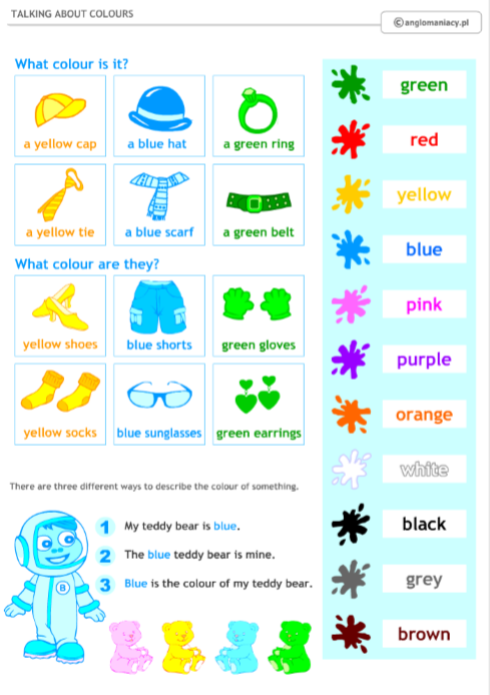 TALKING ABOUT COLOURS
©anglomaniacy.pl
What colour is it?
a yellow cap
a blue hat
a green ring
a yellow tie
a blue scarf
a green belt
What colour are they?
yellow shoes
blue shorts
green gloves
yellow socks
blue sunglasses
green earrings
There are three different ways to describe the colour of something.
1 My teddy bear is blue.
2 The blue teddy bear is mine.
3 Blue is the colour of my teddy bear.
B
green
red
yellow
blue
pink
purple
orange
white
black
grey
brown